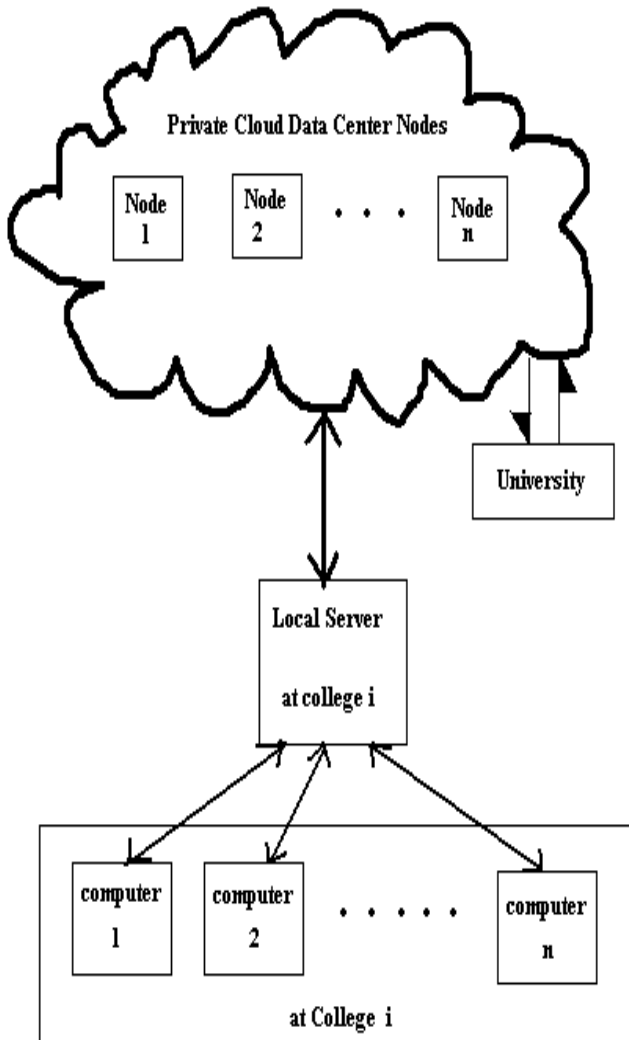 Private Cloud Data Center Nodes
Node
1
Node
2
. . . .
Node
n
University
Local Server
at college i
computer
1
computer
2
. . . . .
computer
n
at College i